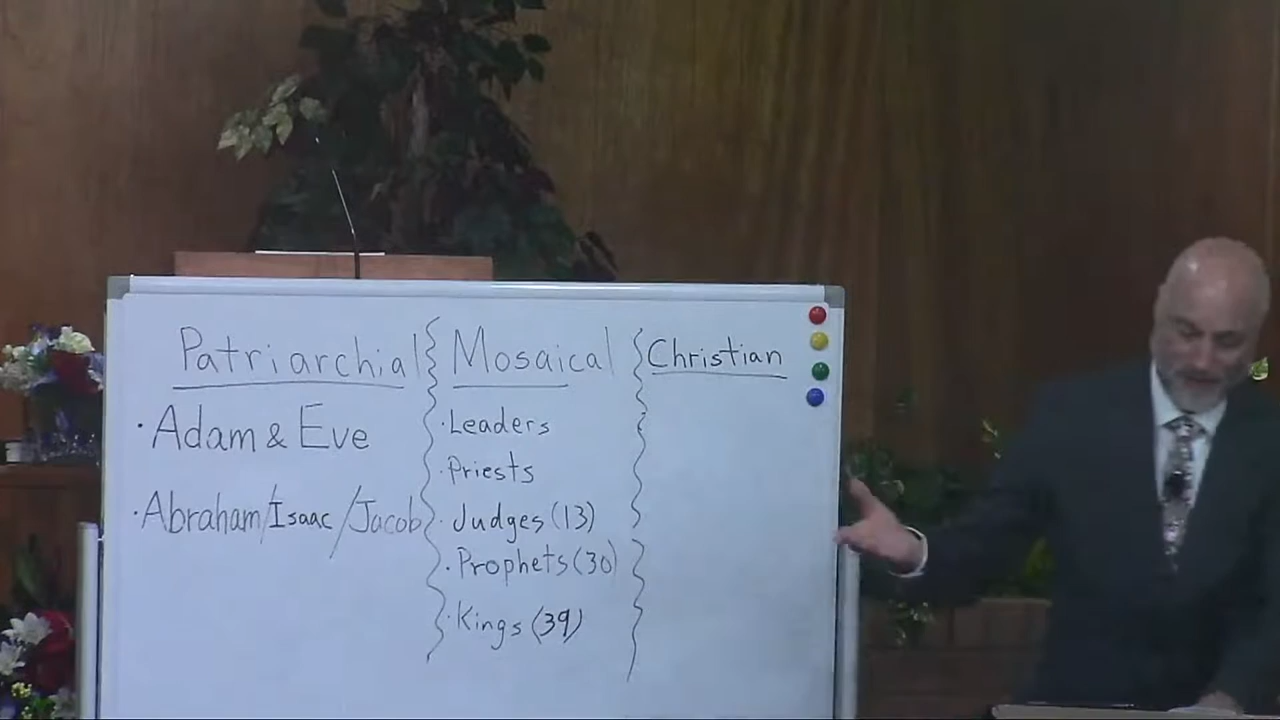 Patriarchial
· Adam & Eve
· Abraham/Isaac/Jacob
Mosaical
· Leaders
· Priests
· Judges (13)
· Prophets (30)
· Kings (39)
Christian